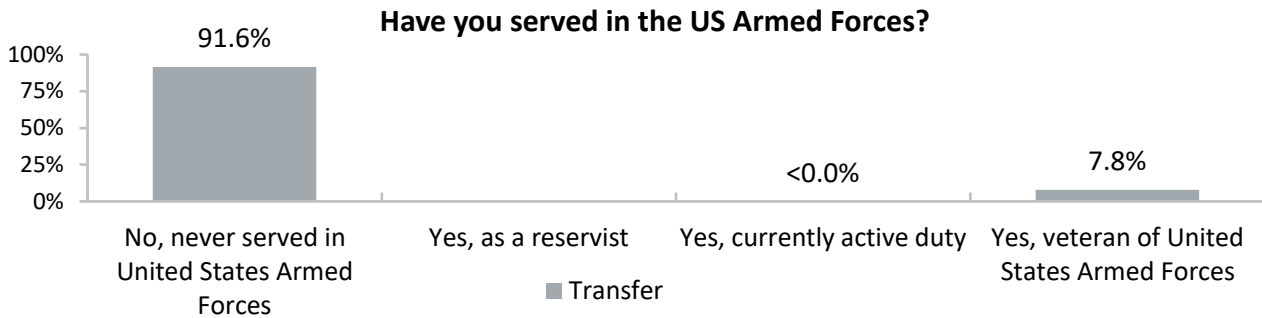 Have you served in the US Armed Forces?
91.6%
100%
75%
50%
25%
0%
<0.0%
7.8%
No, never served in
United States Armed
Forces
Yes, as a reservist
Yes, currently active duty
Yes, veteran of United
States Armed Forces
Transfer